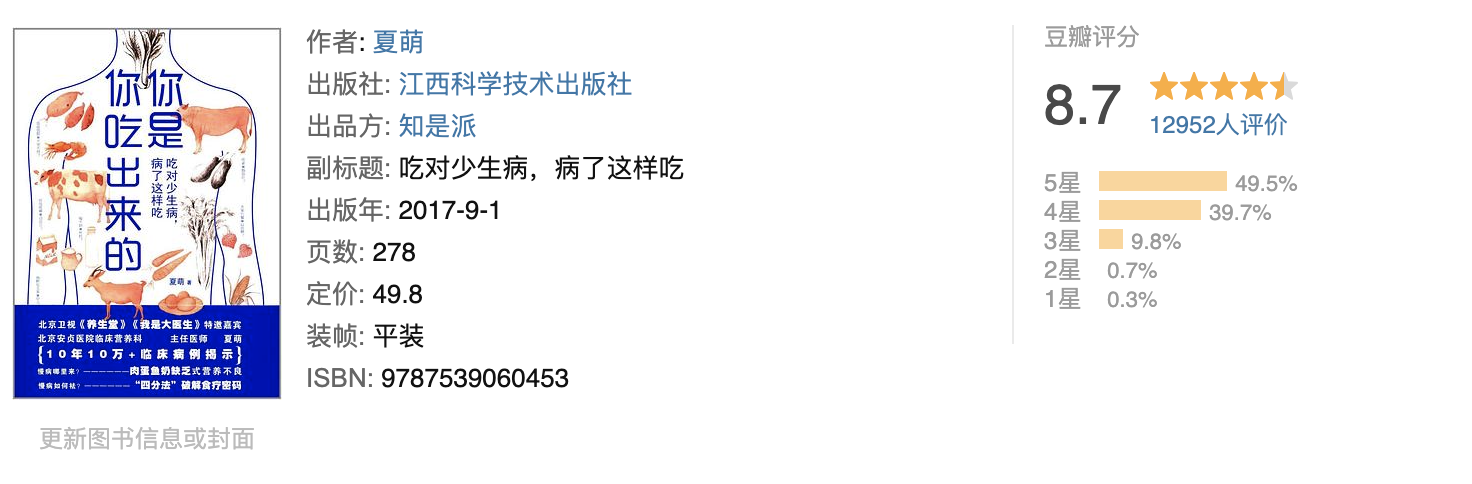 你是
你吃出来的
吃对少生病，
病了这样吃
夏萌 著
北京卫视《养生堂》《我是大医生》特邀嘉宾
北京安贞医院临床营养科 主任医师 夏萌
{10年10万+临床病例揭示}
慢病哪里来？——————肉蛋鱼奶缺乏式营养不良
慢病如何祛？——————“四分法”破解食疗密码
更新图书信息或封面
作者: 夏萌
出版社: 江西科学技术出版社
出品方: 知是派
副标题: 吃对少生病，病了这样吃
出版年: 2017-9-1
页数: 278
定价: 49.8
装帧: 平装
ISBN: 9787539060453
豆瓣评分
8.7
12952人评价
5星 49.5%
4星 39.7%
3星 9.8%
2星 0.7%
1星 0.3%